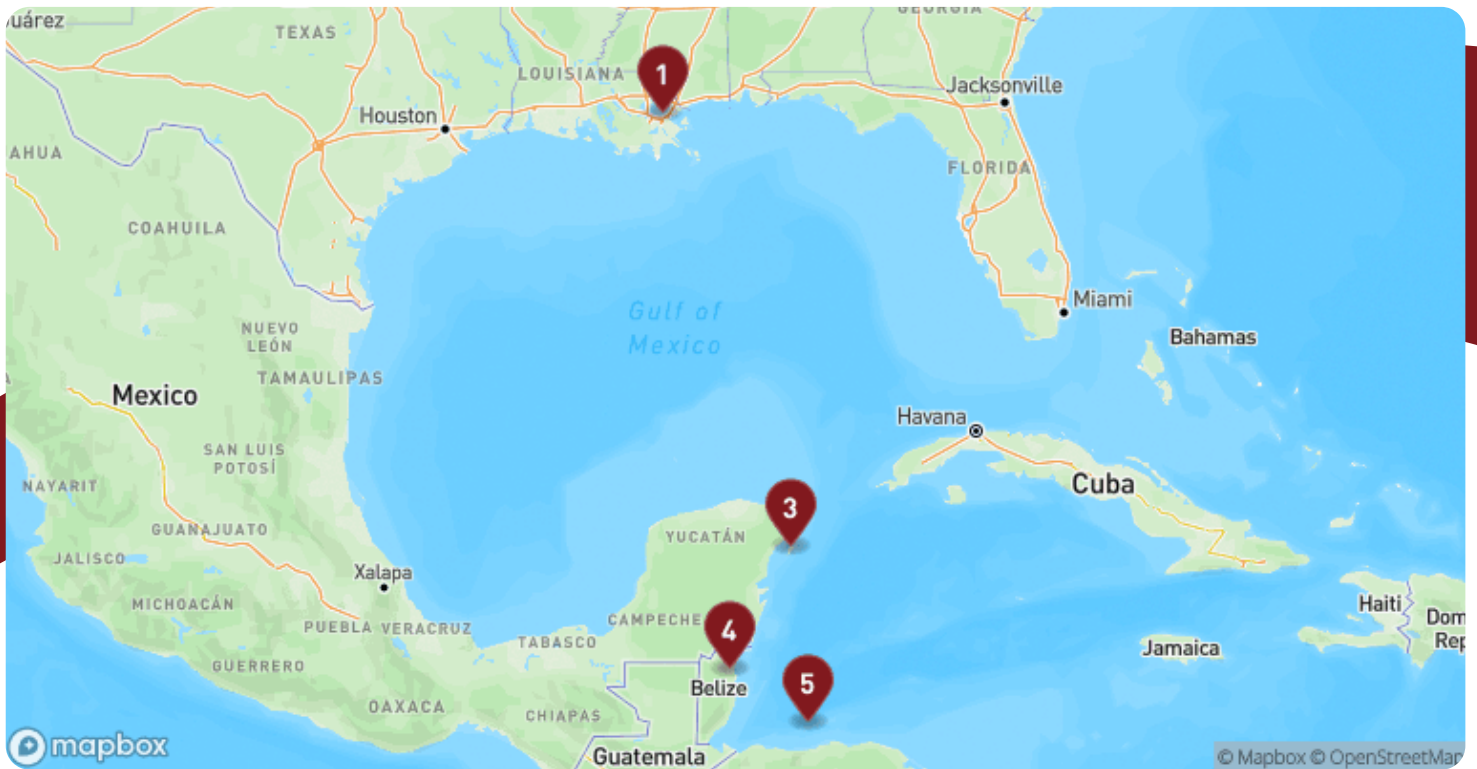 uárez
TEXAS
GEORGIA
LOUISIANA
1
Jacksonville
Houston
AHUA
FLORIDA
COAHUILA
Gulf of
Mexico
Miami
NUEVO
LEÓN
Bahamas
TAMAULIPAS
Mexico
Havana
SAN LUIS
POTOSÍ
Cuba
NAYARIT
3
GUANAJUATO
YUCATÁN
JALISCO
Xalapa
MICHOACÁN
Haiti
PUEBLA
VERACRUZ
CAMPECHE
Dom
Rep
4
TABASCO
Jamaica
GUERRERO
5
Belize
OAXACA
CHIAPAS
mapbox
Guatemala
© Mapbox © OpenStreetMap